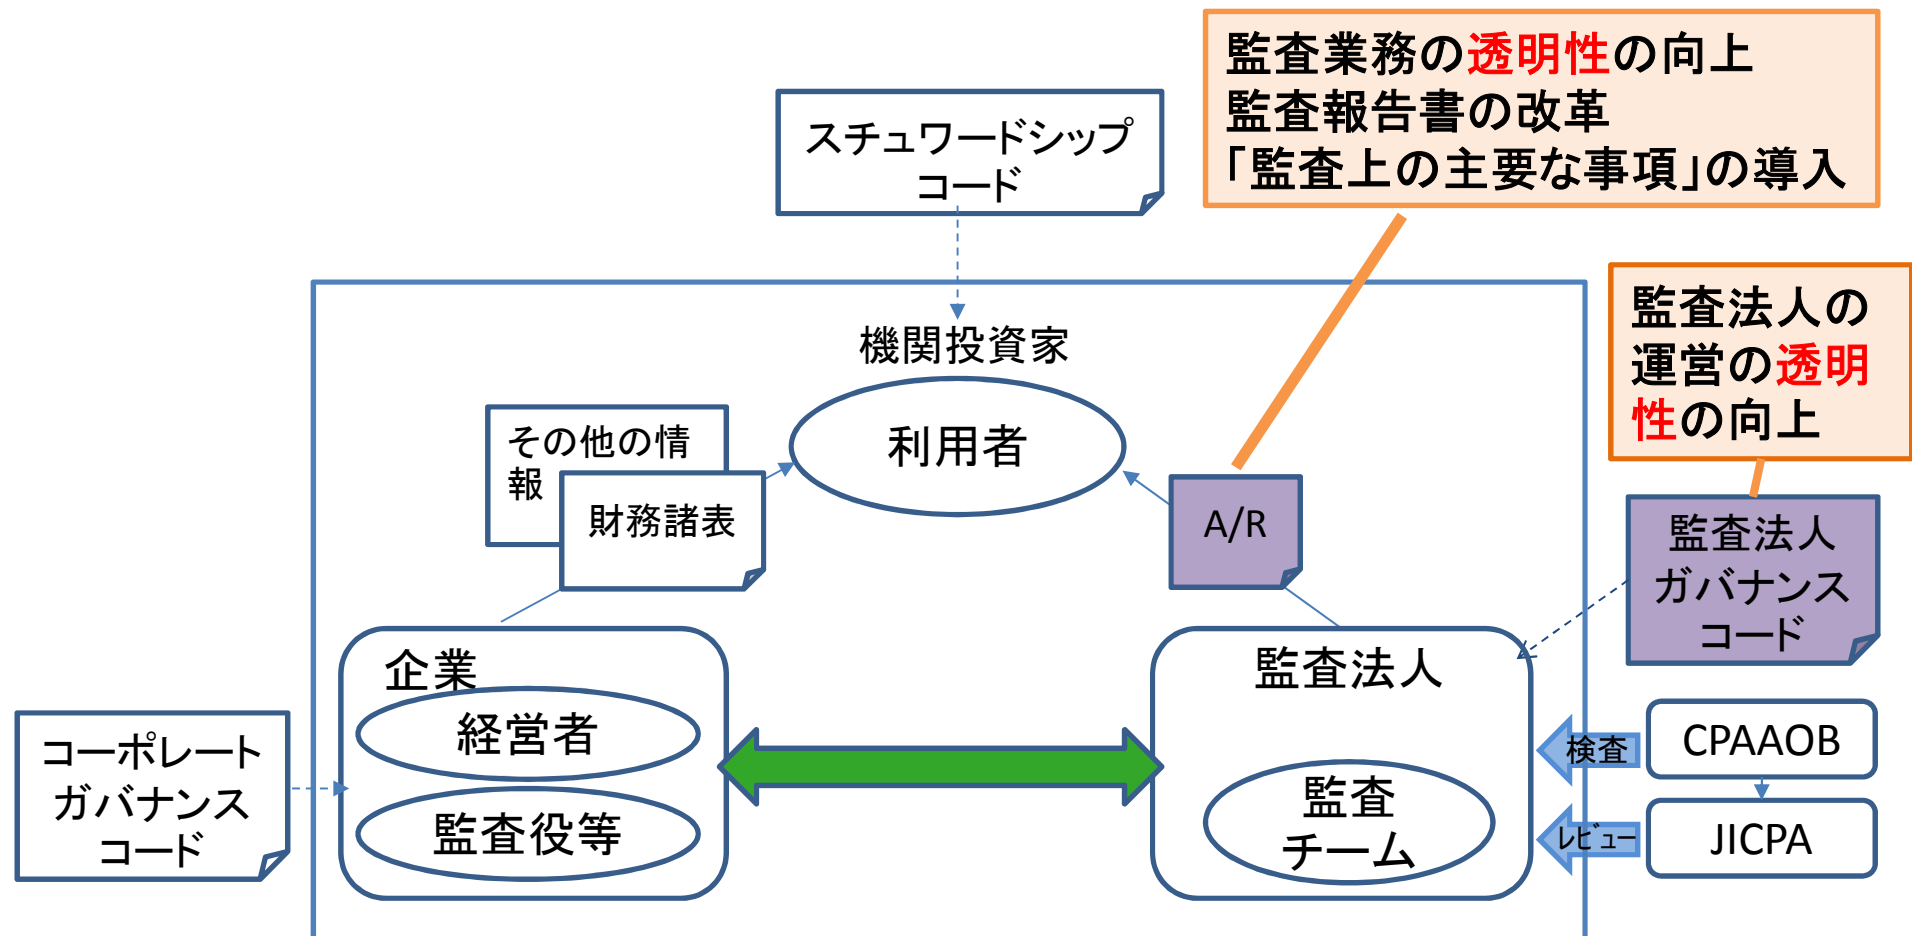 監査業務の透明性の向上
監査報告書の改革
「監査上の主要な事項」の導入
スチュワードシップ
コード
監査法人の
運営の透明
性の向上
機関投資家
利用者
その他の情
報
財務諸表
A/R
監査法人
ガバナンス
コード
企業
経営者
監査役等
監査法人
監査
チーム
コーポレート
ガバナンス
コード
検査
CPAAOB
レビュー
JICPA